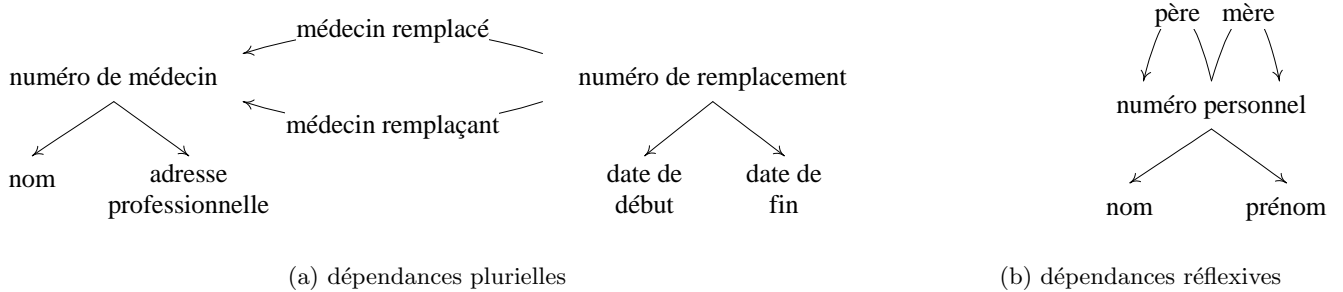 médecin remplacé
numéro de médecin
numéro de remplacement
médecin remplaçant
nom
adresse
professionnelle
date de
début
date de
fin
(a) dépendances plurielles
père
mère
numéro personnel
nom
prénom
(b) dépendances réflexives